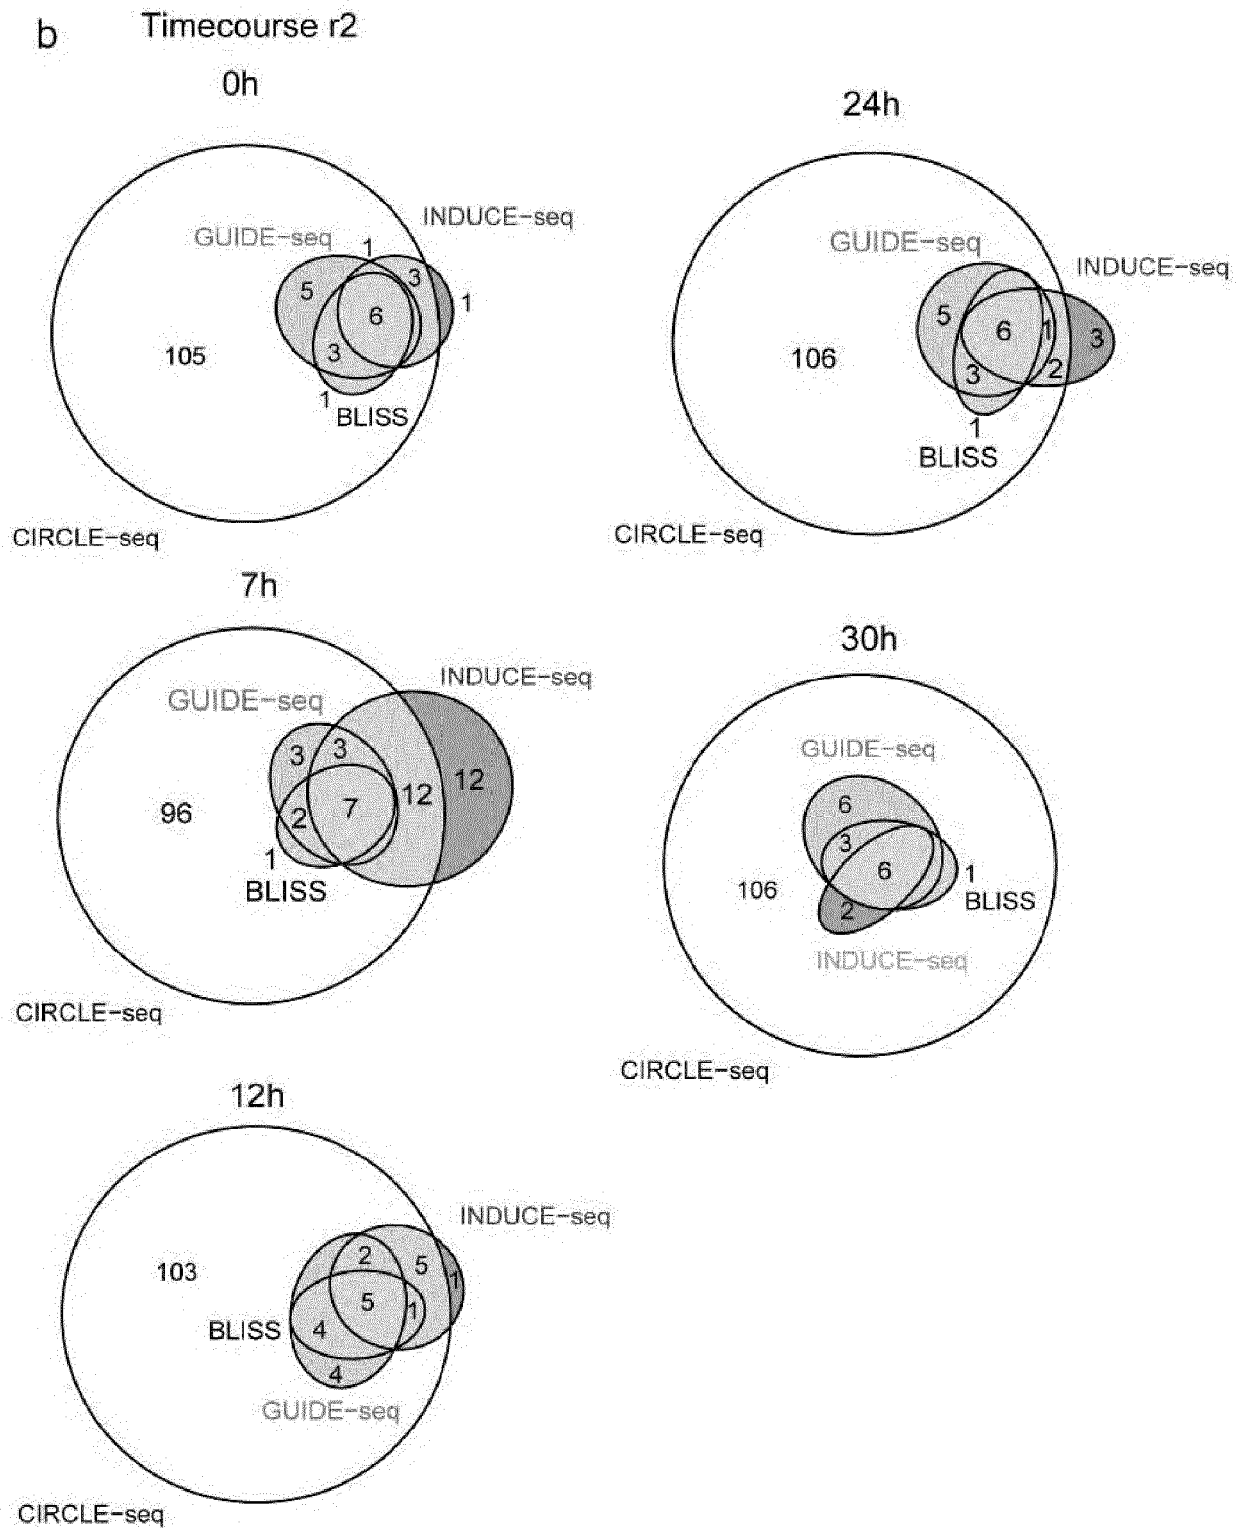 b
Timecourse r2
0h
GUIDE−seq
INDUCE−seq
1
5
3
1
6
105
3
1
BLISS
CIRCLE−seq
24h
GUIDE−seq
INDUCE−seq
5
6
1
3
106
3
2
1
BLISS
CIRCLE−seq
7h
INDUCE−seq
GUIDE−seq
3
3
12
12
96
7
2
1
BLISS
CIRCLE−seq
30h
GUIDE−seq
6
3
6
1
106
BLISS
2
INDUCE−seq
CIRCLE−seq
12h
INDUCE−seq
2
5
1
103
5
1
BLISS
4
4
GUIDE−seq
CIRCLE−seq